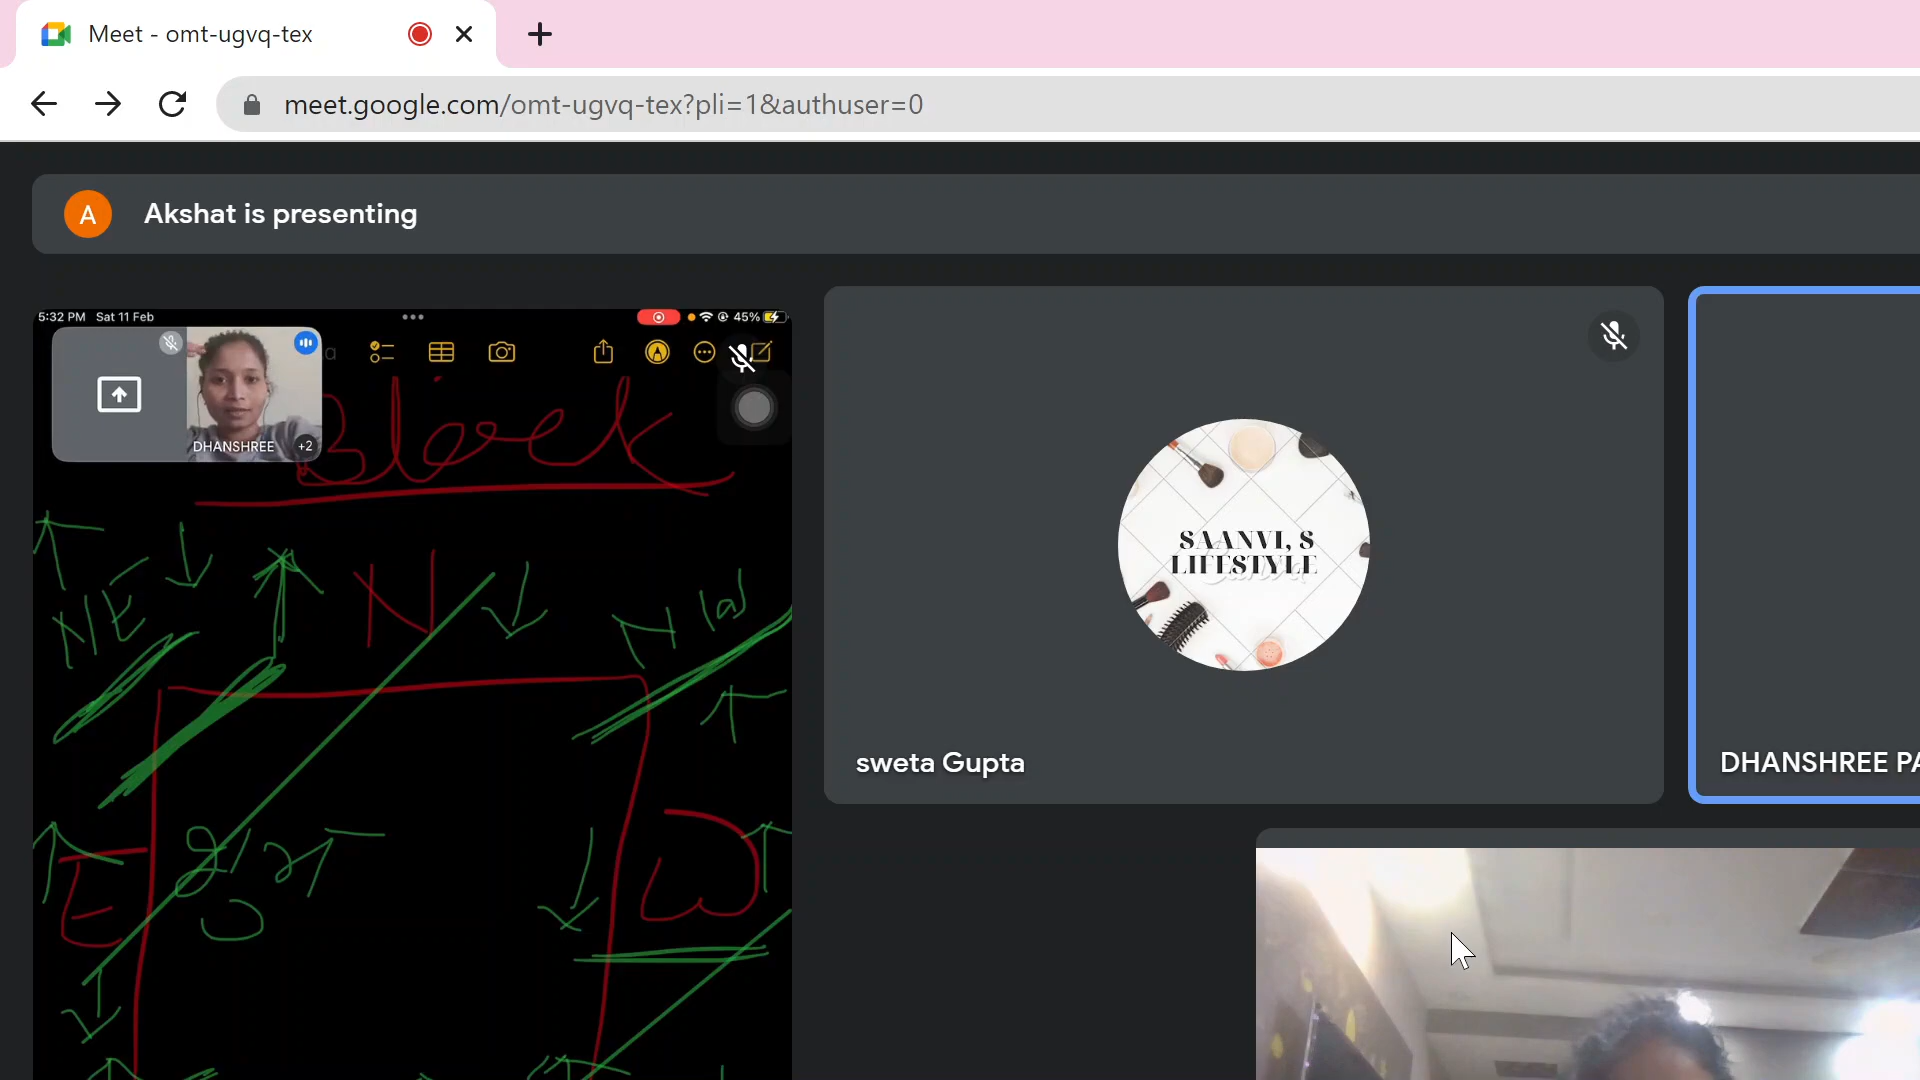 Meet - omt-ugvq-tex
meet.google.com/omt-ugvq-tex?pli=1&authuser=0
A
Akshat is presenting
5:32 PM Sat 11 Feb
45%
DHANSHREE +2
Block
NE
N
NW
E
W
SAANVI, S
LIFESTYLE
sweta Gupta
DHANSHREE PA